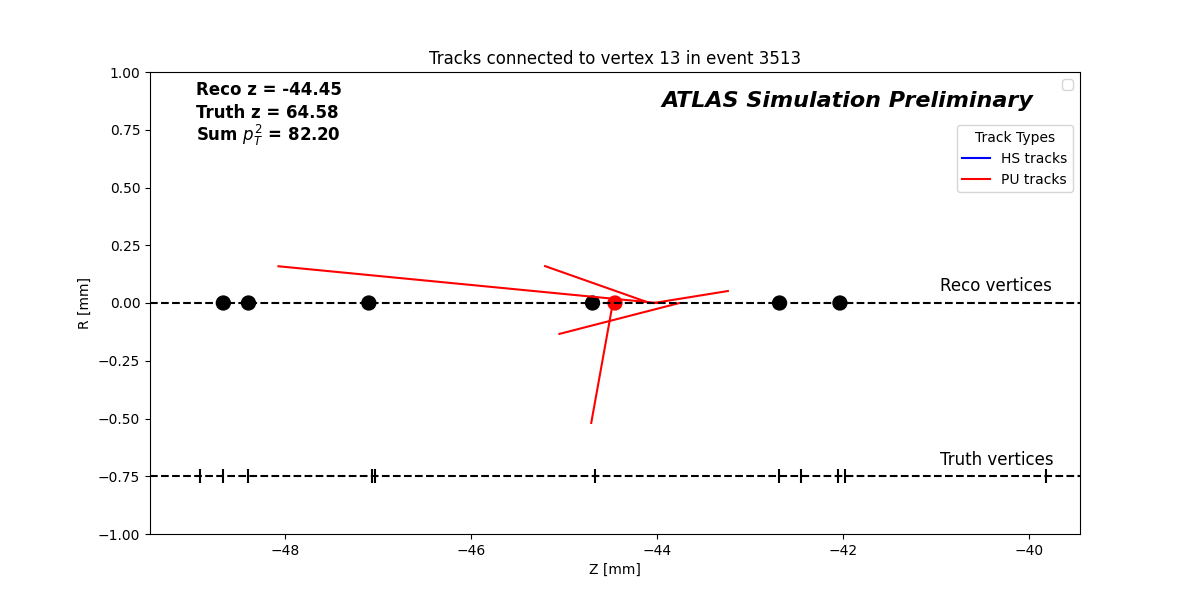 Tracks connected to vertex 13 in event 3513
Reco z = -44.45
Truth z = 64.58
Sum $p_T^2$ = 82.20
ATLAS Simulation Preliminary
Track Types
HS tracks
PU tracks
Reco vertices
Truth vertices
R [mm]
1.00
0.75
0.50
0.25
0.00
−0.25
−0.50
−0.75
−1.00
−48
−46
−44
−42
−40
Z [mm]